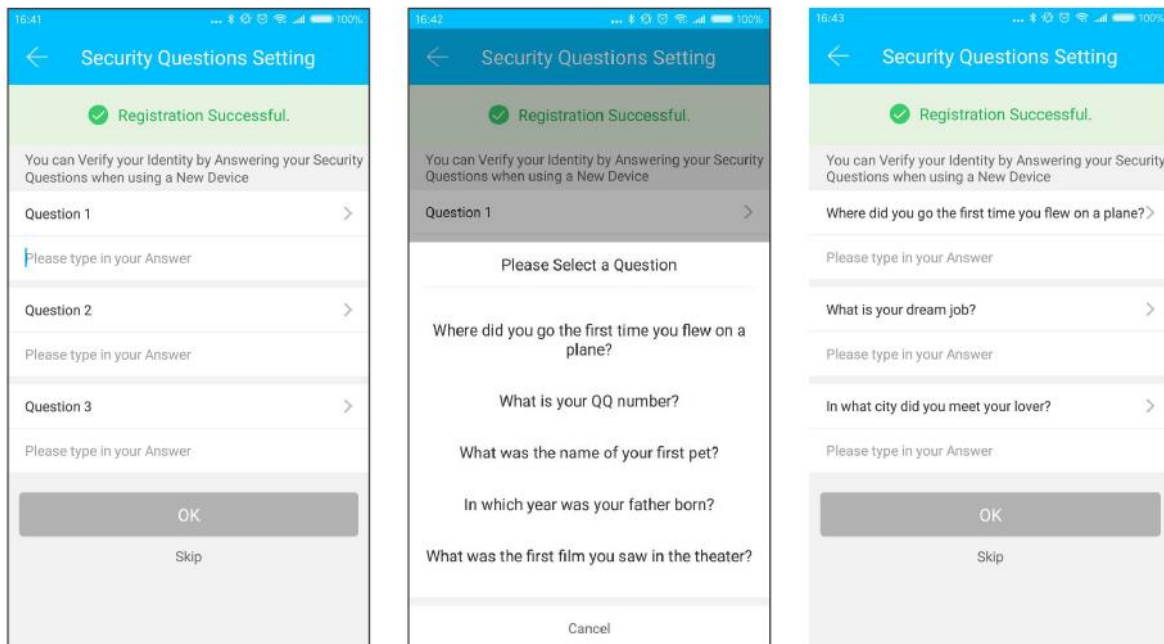 16:41
... 100%
Security Questions Setting
Registration Successful.
You can Verify your Identity by Answering your Security
Questions when using a New Device
Question 1
Please type in your Answer
Question 2
Please type in your Answer
Question 3
Please type in your Answer
OK
Skip
16:42
... 100%
Security Questions Setting
Registration Successful.
You can Verify your Identity by Answering your Security
Questions when using a New Device
Question 1
Please Select a Question
Where did you go the first time you flew on a
plane?
What is your QQ number?
What was the name of your first pet?
In which year was your father born?
What was the first film you saw in the theater?
Cancel
16:43
... 100%
Security Questions Setting
Registration Successful.
You can Verify your Identity by Answering your Security
Questions when using a New Device
Where did you go the first time you flew on a plane?
Please type in your Answer
What is your dream job?
Please type in your Answer
In what city did you meet your lover?
Please type in your Answer
OK
Skip